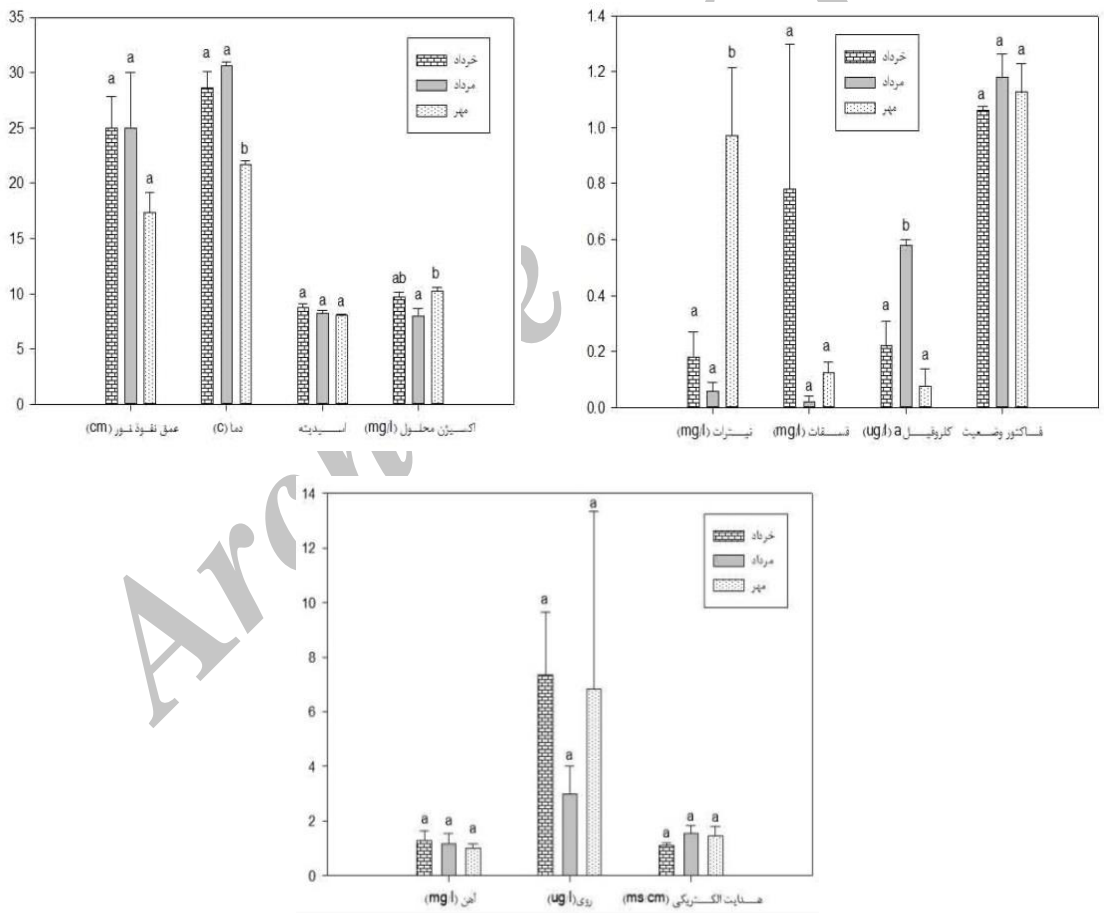 35
30
25
20
15
10
5
0
a a a
a a b
a a a
ab a b
خرداد
مرداد
مهر
عمق نفوذ نور (cm)
دما (c)
اسیدیته
اکسیژن محلول (mg/l)
1.4
1.2
1.0
0.8
0.6
0.4
0.2
0.0
a a b
a a a
a b a
a a a
خرداد
مرداد
مهر
نیترات (mg/l)
فسفات (mg/l)
کلروفیل a (ug/l)
فاکتور وضعیت
14
12
10
8
6
4
2
0
a a a
a a a
a a a
خرداد
مرداد
مهر
آهن (mg/l)
روی (ug/l)
هدایت الکتریکی (ms/cm)